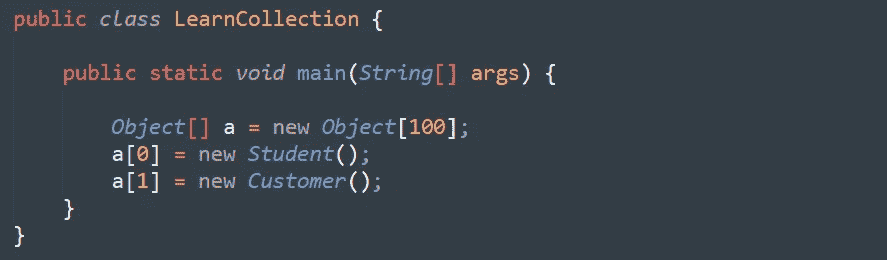 public class LearnCollection {
public static void main(String[] args) {
Object[] a = new Object[100];
a[0] = new Student();
a[1] = new Customer();
}
}